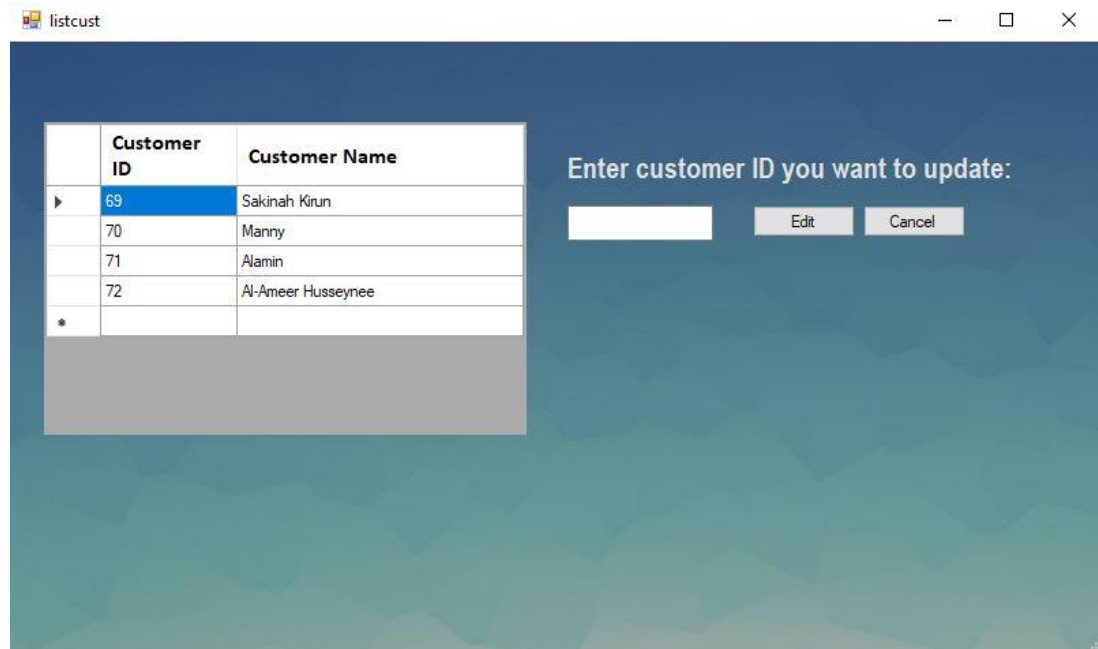 listcust
Customer ID Customer Name
69 Sakinah Kirun
70 Manny
71 Alamin
72 Al-Ameer Husseynee
Enter customer ID you want to update:
Edit Cancel